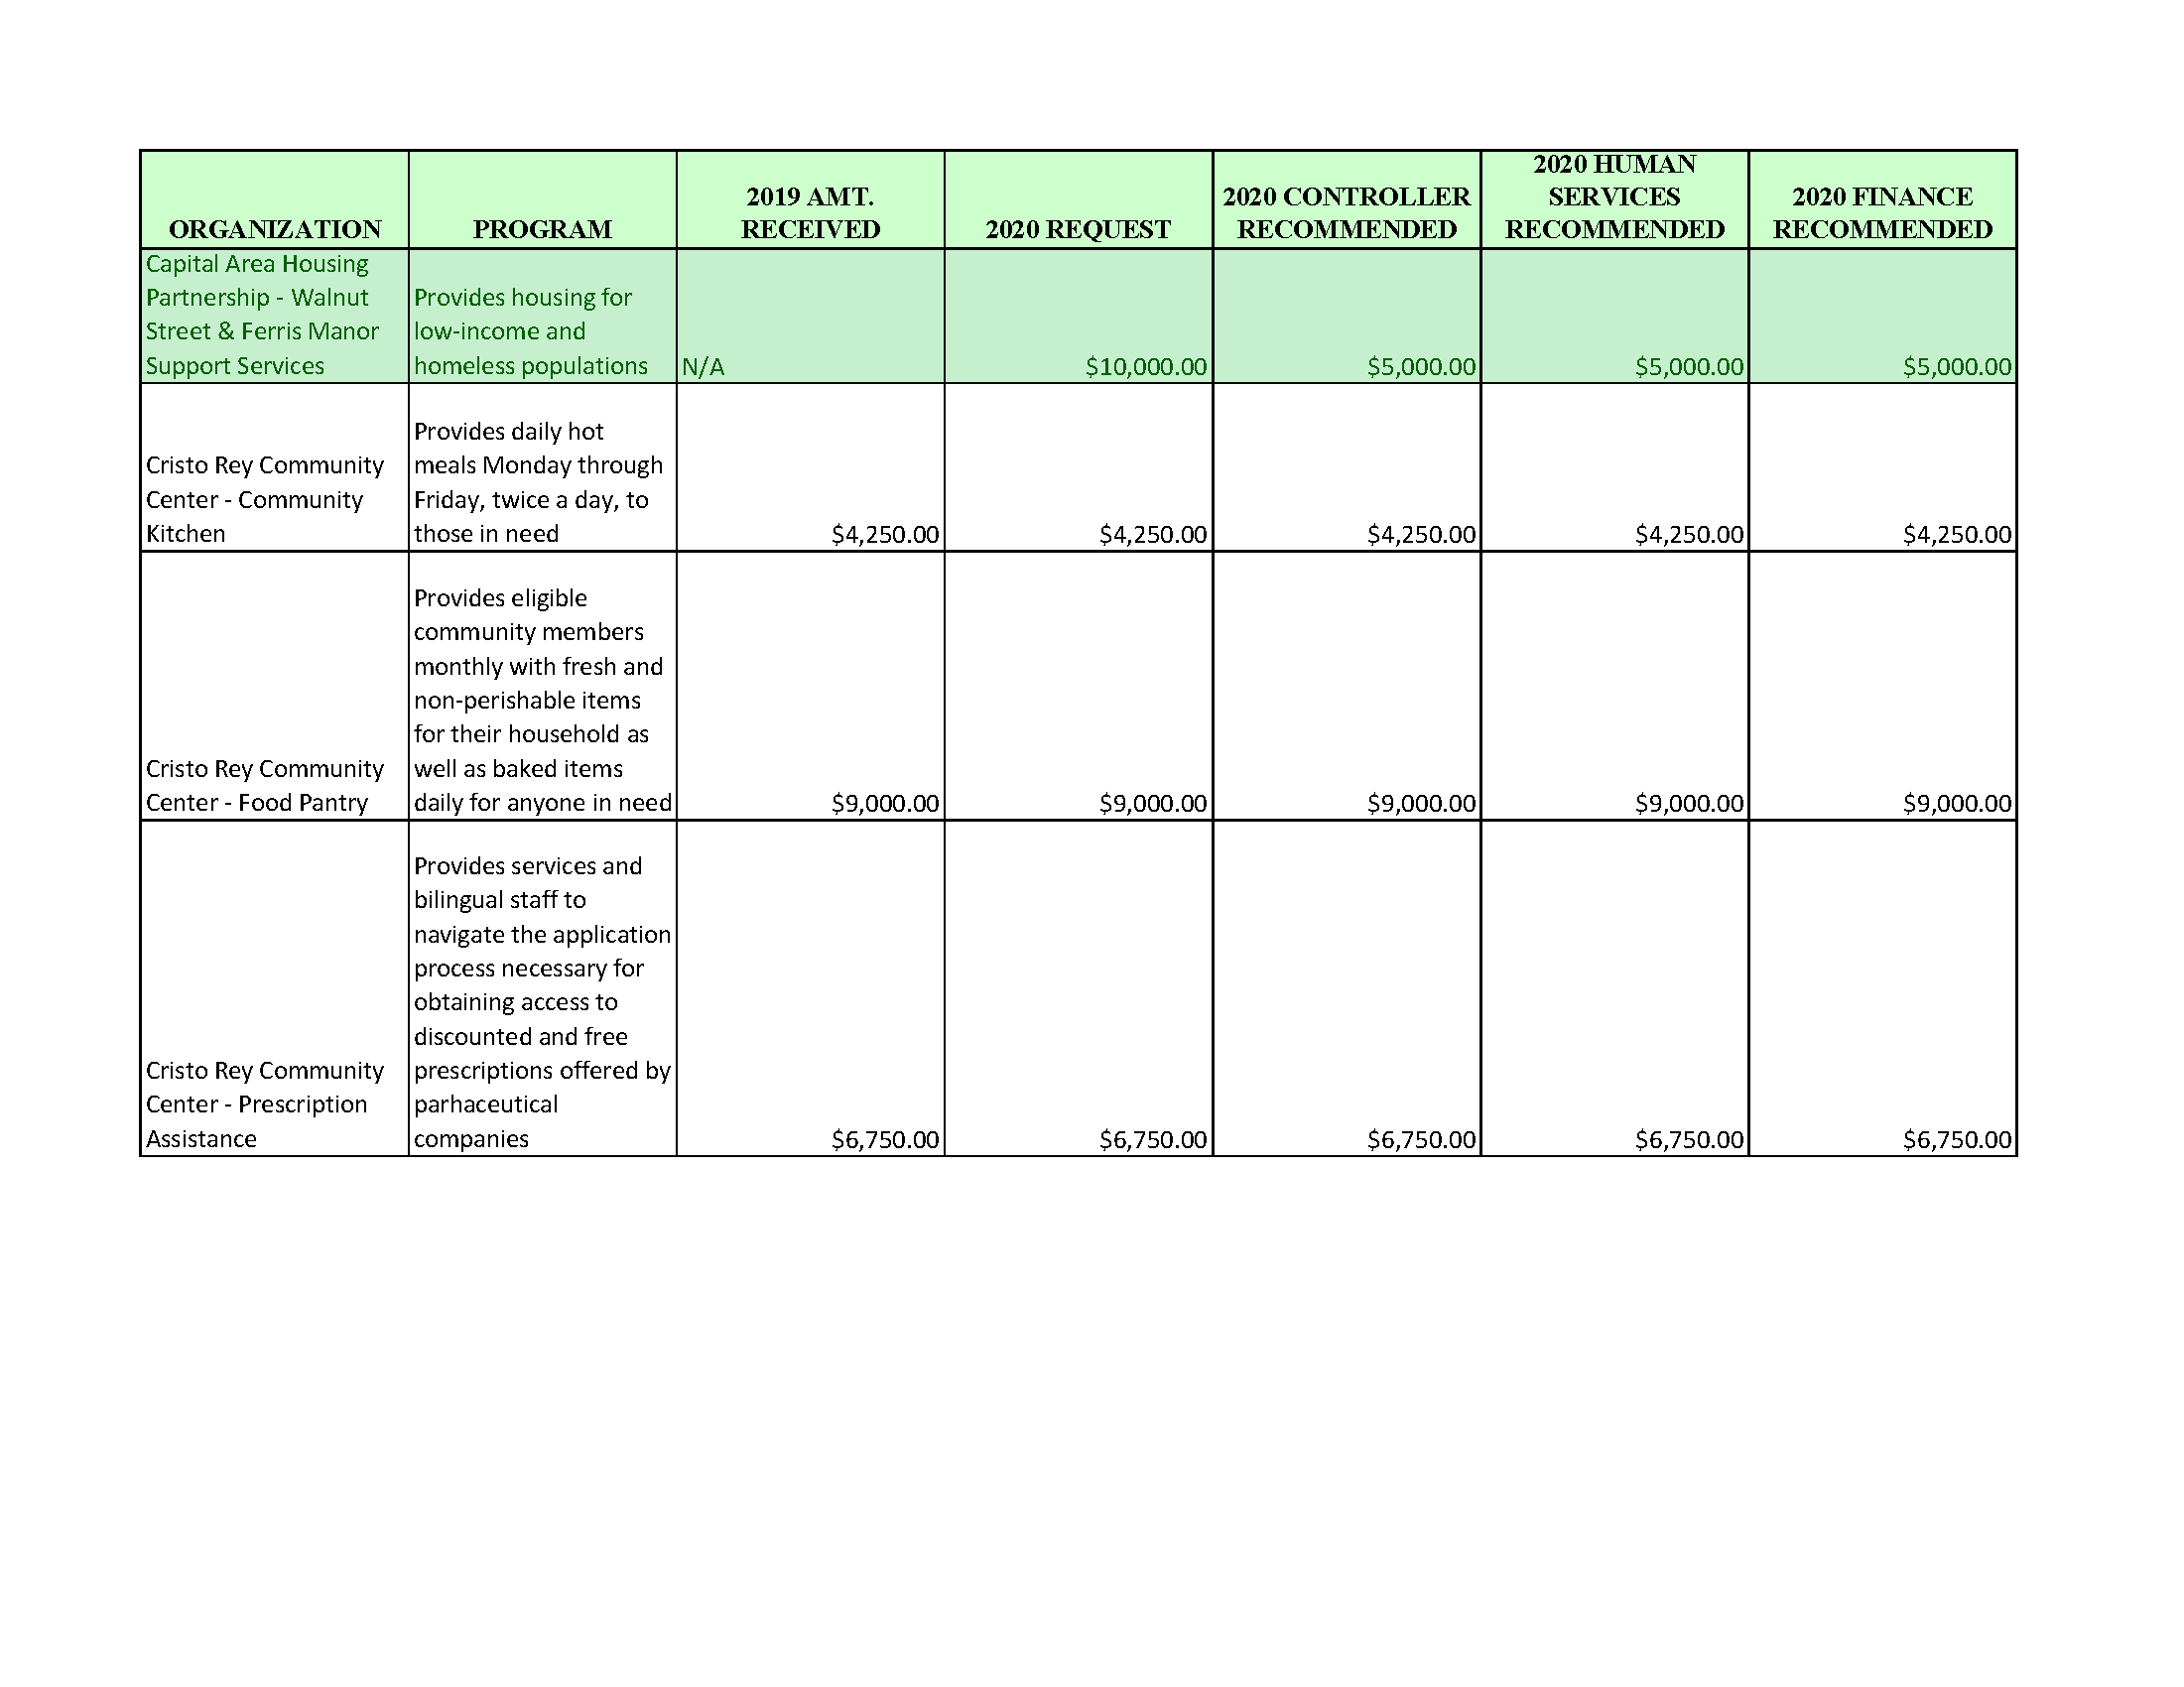 ORGANIZATION
PROGRAM
2019 AMT.
RECEIVED
2020 REQUEST
2020 CONTROLLER
RECOMMENDED
2020 HUMAN
SERVICES
RECOMMENDED
2020 FINANCE
RECOMMENDED
Capital Area Housing
Partnership - Walnut
Street & Ferris Manor
Support Services
Provides housing for
low-income and
homeless populations
N/A
$10,000.00
$5,000.00
$5,000.00
$5,000.00
Cristo Rey Community
Center - Community
Kitchen
Provides daily hot
meals Monday through
Friday, twice a day, to
those in need
$4,250.00
$4,250.00
$4,250.00
$4,250.00
$4,250.00
Cristo Rey Community
Center - Food Pantry
Provides eligible
community members
monthly with fresh and
non-perishable items
for their household as
well as baked items
daily for anyone in need
$9,000.00
$9,000.00
$9,000.00
$9,000.00
$9,000.00
Cristo Rey Community
Center - Prescription
Assistance
Provides services and
bilingual staff to
navigate the application
process necessary for
obtaining access to
discounted and free
prescriptions offered by
parhaceutical
companies
$6,750.00
$6,750.00
$6,750.00
$6,750.00
$6,750.00